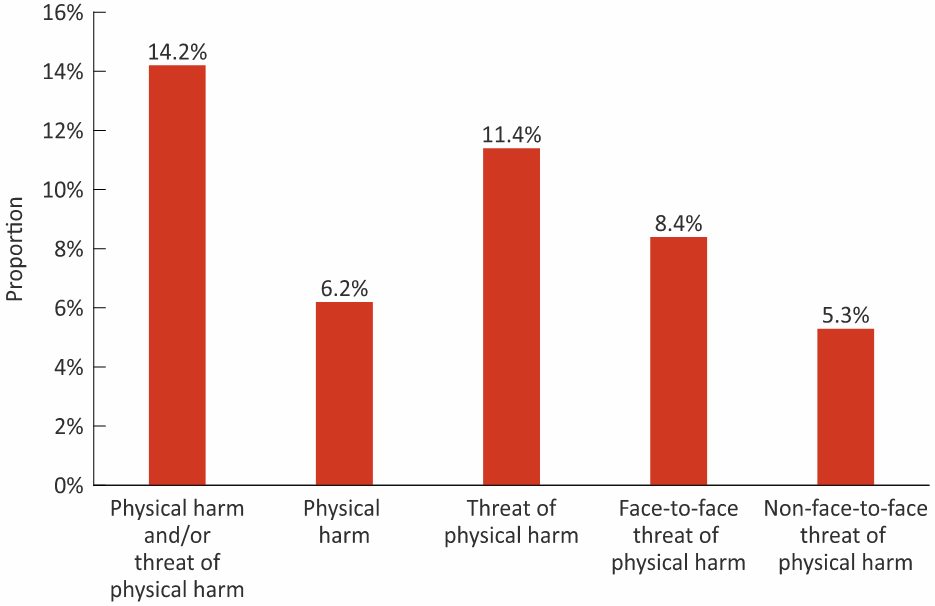 16%
14%
12%
10%
8%
6%
4%
2%
0%
Proportion
14.2%
6.2%
11.4%
8.4%
5.3%
Physical harm
and/or
threat of
physical harm
Physical
harm
Threat of
physical harm
Face-to-face
threat of
physical harm
Non-face-to-face
threat of
physical harm